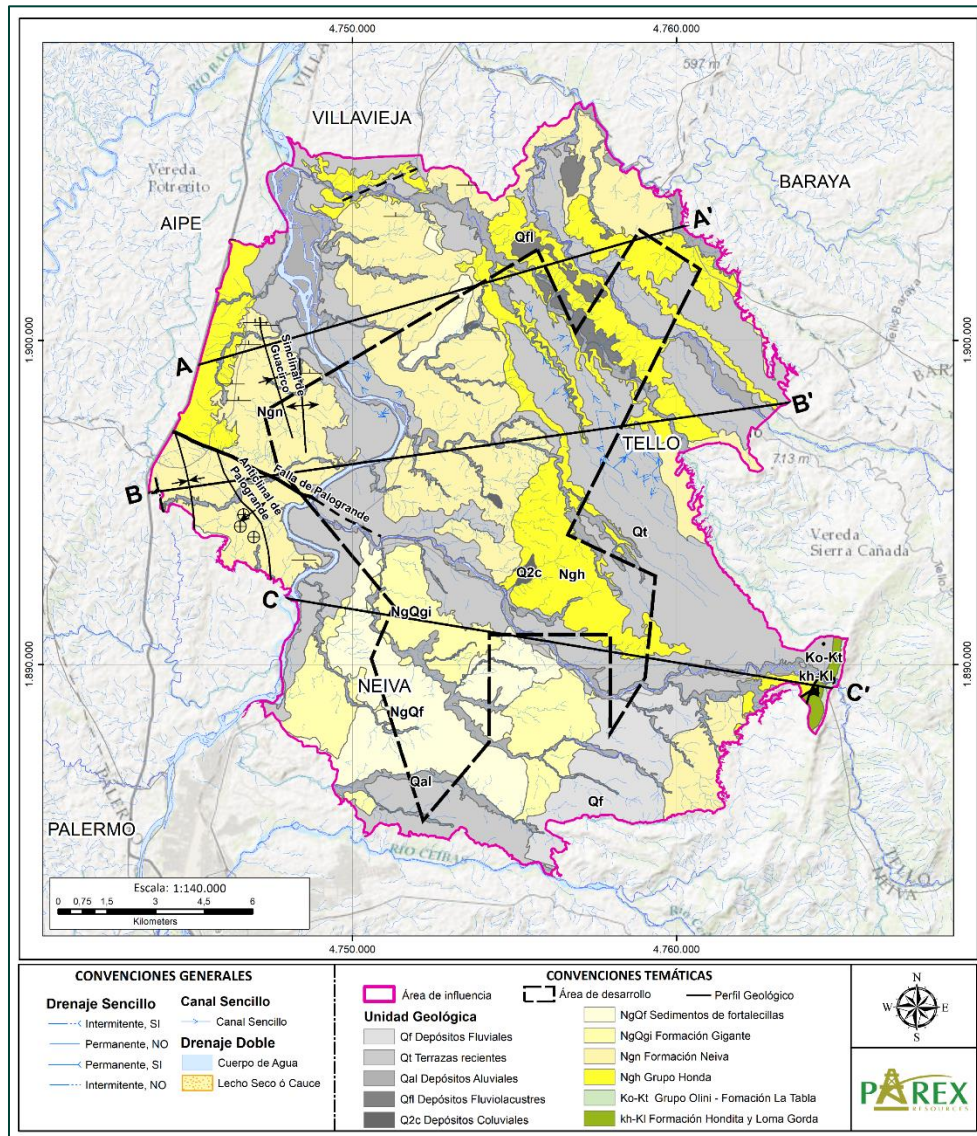 4.750.000
4.760.000
597 m
RÍO BACHE
VILLAVIEJA
Vereda
Potrerito
BARAYA
AIPE
A'
Qfl
Tello-Baraya
1.900.000
1.900.000
A
Sinclinal de
Guacirco
Ngn
B'
TELLO
713 m
B
Anticlinal de
Palogrande
Falla de Palogrande
Qt
Vereda
Sierra Cañada
Q2c
Ngh
C
NgQgi
1.890.000
1.890.000
Ko-Kt
kh-Kl
C'
NEIVA
NgQf
Qal
Qf
PALERMO
RÍO CEIBAS
TELLO
NEIVA
Escala: 1:140.000
0 0,75 1,5 3 4,5 6
Kilometers
4.750.000
4.760.000
CONVENCIONES GENERALES
Drenaje Sencillo
Intermitente, SI
Permanente, NO
Permanente, SI
Intermitente, NO
Canal Sencillo
Canal Sencillo
Drenaje Doble
Cuerpo de Agua
Lecho Seco ó Cauce
CONVENCIONES TEMÁTICAS
Área de influencia
Área de desarrollo
Perfil Geológico
Unidad Geológica
Qf Depósitos Fluviales
Qt Terrazas recientes
Qal Depósitos Aluviales
Qfl Depósitos Fluviolacustres
Q2c Depósitos Coluviales
NgQf Sedimentos de fortalecillas
NgQgi Formación Gigante
Ngn Formación Neiva
Ngh Grupo Honda
Ko-Kt Grupo Olini - Fomación La Tabla
kh-Kl Formación Hondita y Loma Gorda
N
W
E
S
PAREX
RESOURCES